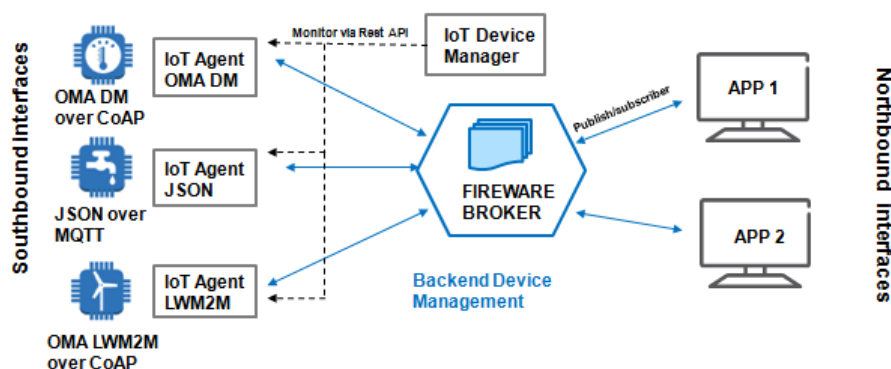 Southbound Interfaces
OMA DM
over CoAP
IoT Agent
OMA DM
Monitor via Rest API
IoT Device
Manager
JSON over
MQTT
IoT Agent
JSON
OMA LWM2M
over CoAP
IoT Agent
LWM2M
FIREWARE
BROKER
Backend Device
Management
Publish/subscriber
APP 1
APP 2
Northbound Interfaces